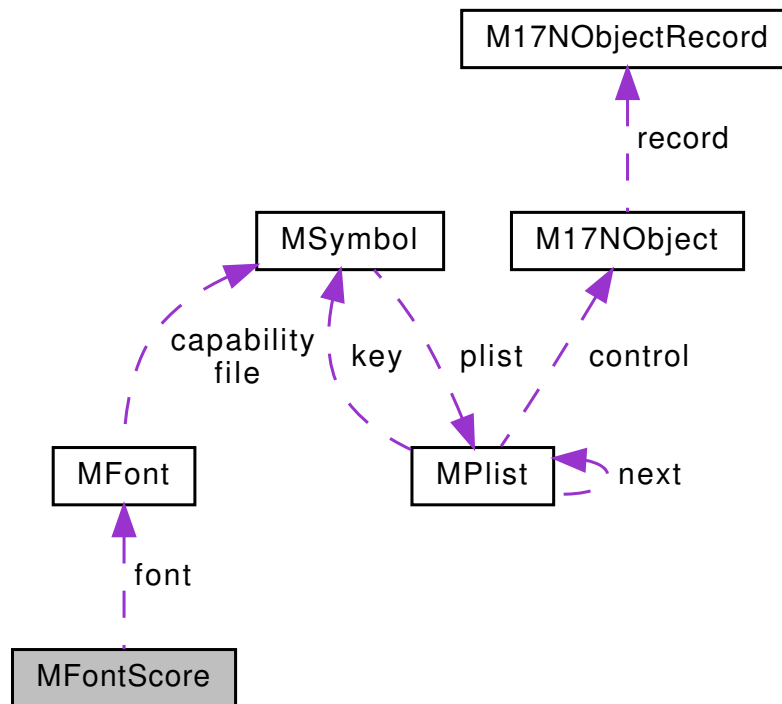 M17NObjectRecord
record
MSymbol
M17NObject
capability
file
key
plist
control
MFont
MPlist
next
font
MFontScore